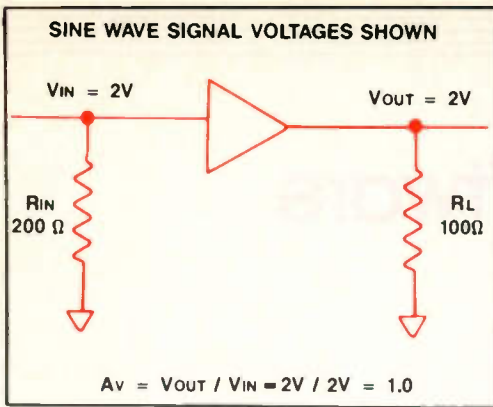 SINE WAVE SIGNAL VOLTAGES SHOWN
VIN = 2V
VOUT = 2V
RIN
200 Ω
RL
100Ω
AV = VOUT / VIN = 2V / 2V = 1.0